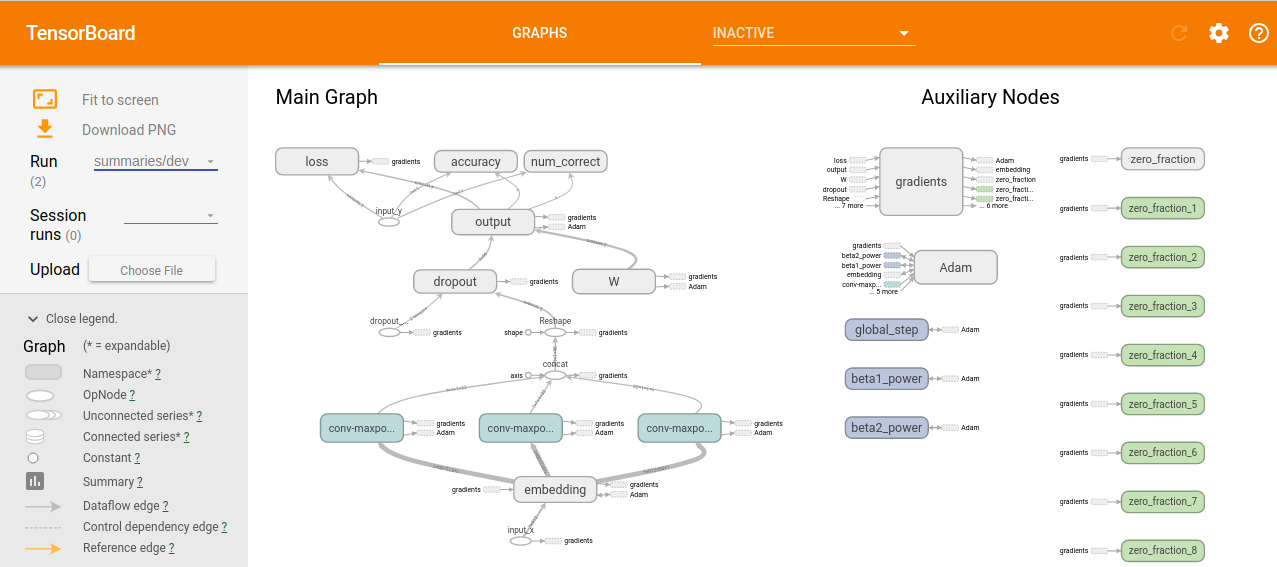 TensorBoard
GRAPHS
INACTIVE
Fit to screen
Download PNG
Run
(2)
summaries/dev
Session
runs (0)
Upload
Choose File
Close legend.
Graph
(* = expandable)
Namespace* ?
OpNode ?
Unconnected series* ?
Connected series* ?
Constant ?
Summary ?
Dataflow edge ?
Control dependency edge ?
Reference edge ?
Main Graph
loss
gradients
accuracy
num_correct
input_y
output
gradients
Adam
dropout
gradients
W
gradients
Adam
dropout_...
gradients
Reshape
shape
gradients
concat
axis
gradients
conv-maxpo...
gradients
Adam
conv-maxpo...
gradients
Adam
conv-maxpo...
gradients
Adam
embedding
gradients
gradients
Adam
input_x
gradients
Auxiliary Nodes
loss
output
W
dropout
Reshape
... 7 more
gradients
Adam
embedding
zero_fraction
zero_fracti...
zero_fracti...
... 6 more
gradients
beta2_power
beta1_power
embedding
conv-maxp...
... 5 more
Adam
global_step
Adam
beta1_power
Adam
beta2_power
Adam
gradients
zero_fraction
gradients
zero_fraction_1
gradients
zero_fraction_2
gradients
zero_fraction_3
gradients
zero_fraction_4
gradients
zero_fraction_5
gradients
zero_fraction_6
gradients
zero_fraction_7
gradients
zero_fraction_8